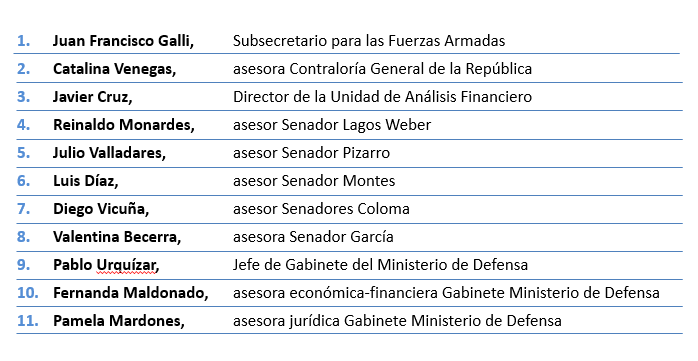 1. Juan Francisco Galli, Subsecretario para las Fuerzas Armadas
2. Catalina Venegas, asesora Contraloría General de la República
3. Javier Cruz, Director de la Unidad de Análisis Financiero
4. Reinaldo Monardes, asesor Senador Lagos Weber
5. Julio Valladares, asesor Senador Pizarro
6. Luis Díaz, asesor Senador Montes
7. Diego Vicuña, asesor Senadores Coloma
8. Valentina Becerra, asesora Senador García
9. Pablo Urquízar, Jefe de Gabinete del Ministerio de Defensa
10. Fernanda Maldonado, asesora económica-financiera Gabinete Ministerio de Defensa
11. Pamela Mardones, asesora jurídica Gabinete Ministerio de Defensa